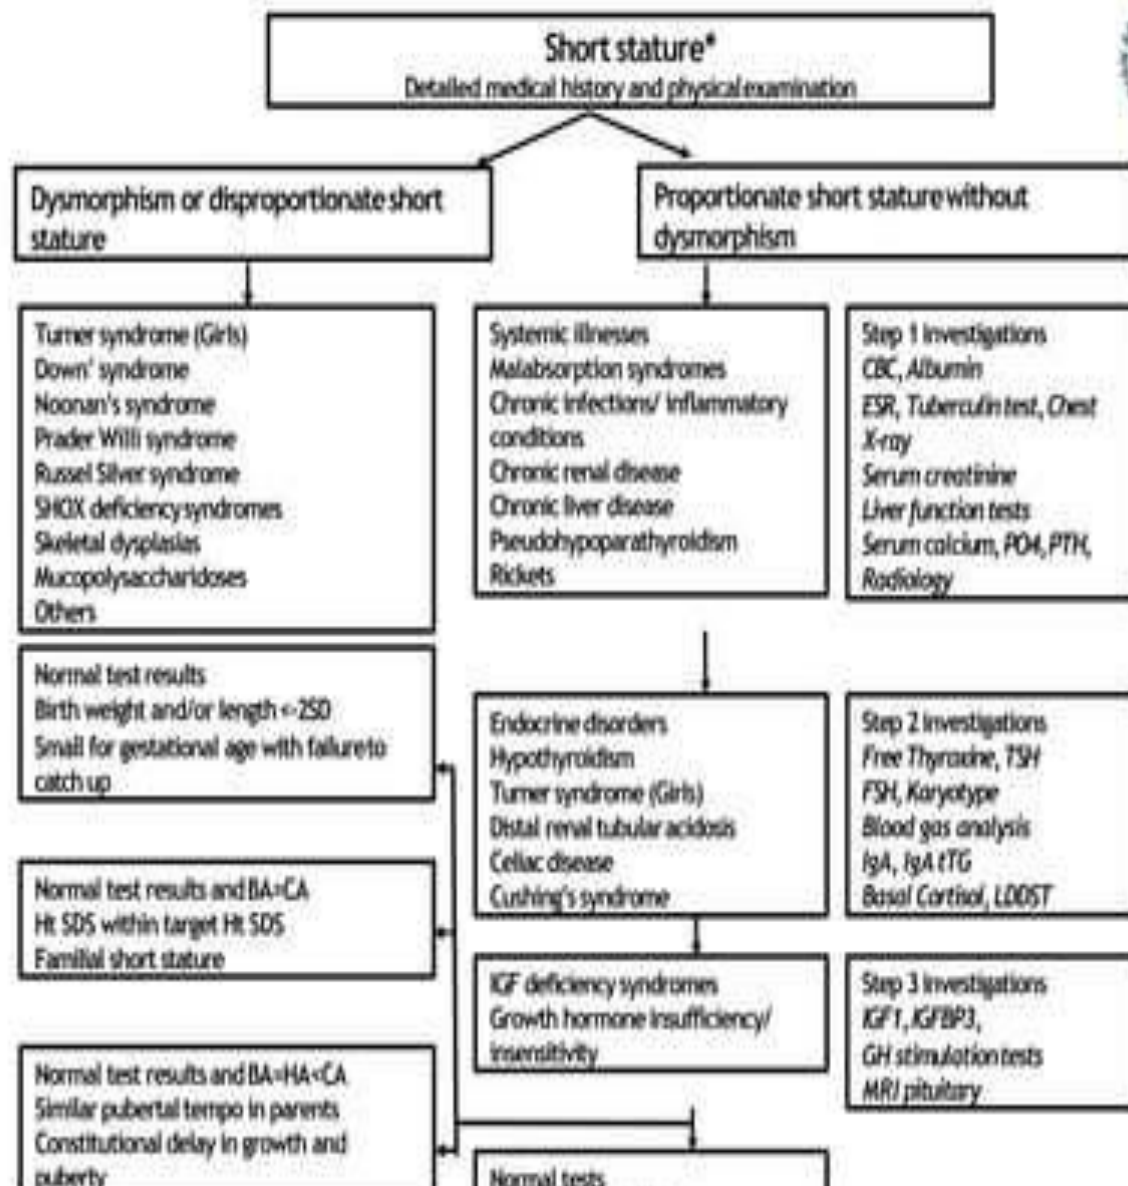 Short stature*
Detailed medical history and physical examination
Dysmorphism or disproportionate short
stature
Proportionate short stature without
dysmorphism
Turner syndrome (Girls)
Down' syndrome
Noonan's syndrome
Prader Willi syndrome
Russel Silver syndrome
SHOX deficiency syndromes
Skeletal dysplasias
Mucopolysaccharidoses
Others
Systemic illnesses
Malabsorption syndromes
Chronic infections/ inflammatory
conditions
Chronic renal disease
Chronic liver disease
Pseudohypoparathyroidism
Rickets
Step 1 Investigations
CBC, Albumin
ESR, Tuberculin test, Chest
X-ray
Serum creatinine
Liver function tests
Serum calcium, PO4, PTH,
Radiology
Normal test results
Birth weight and/or length <-2SD
Small for gestational age with failure to
catch up
Endocrine disorders
Hypothyroidism
Turner syndrome (Girls)
Distal renal tubular acidosis
Celiac disease
Cushing's syndrome
Step 2 Investigations
Free Thyroxine, TSH
FSH, Karyotype
Blood gas analysis
IgA, IgA tTG
Basal Cortisol, LDDST
Normal test results and BA=CA
Ht SDS within target Ht SDS
Familial short stature
IGF deficiency syndromes
Growth hormone insufficiency/
insensitivity
Step 3 Investigations
IGF1, IGFBP3,
GH stimulation tests
MRI pituitary
Normal test results and BA=HA<CA
Similar pubertal tempo in parents
Constitutional delay in growth and
puberty
Normal tests